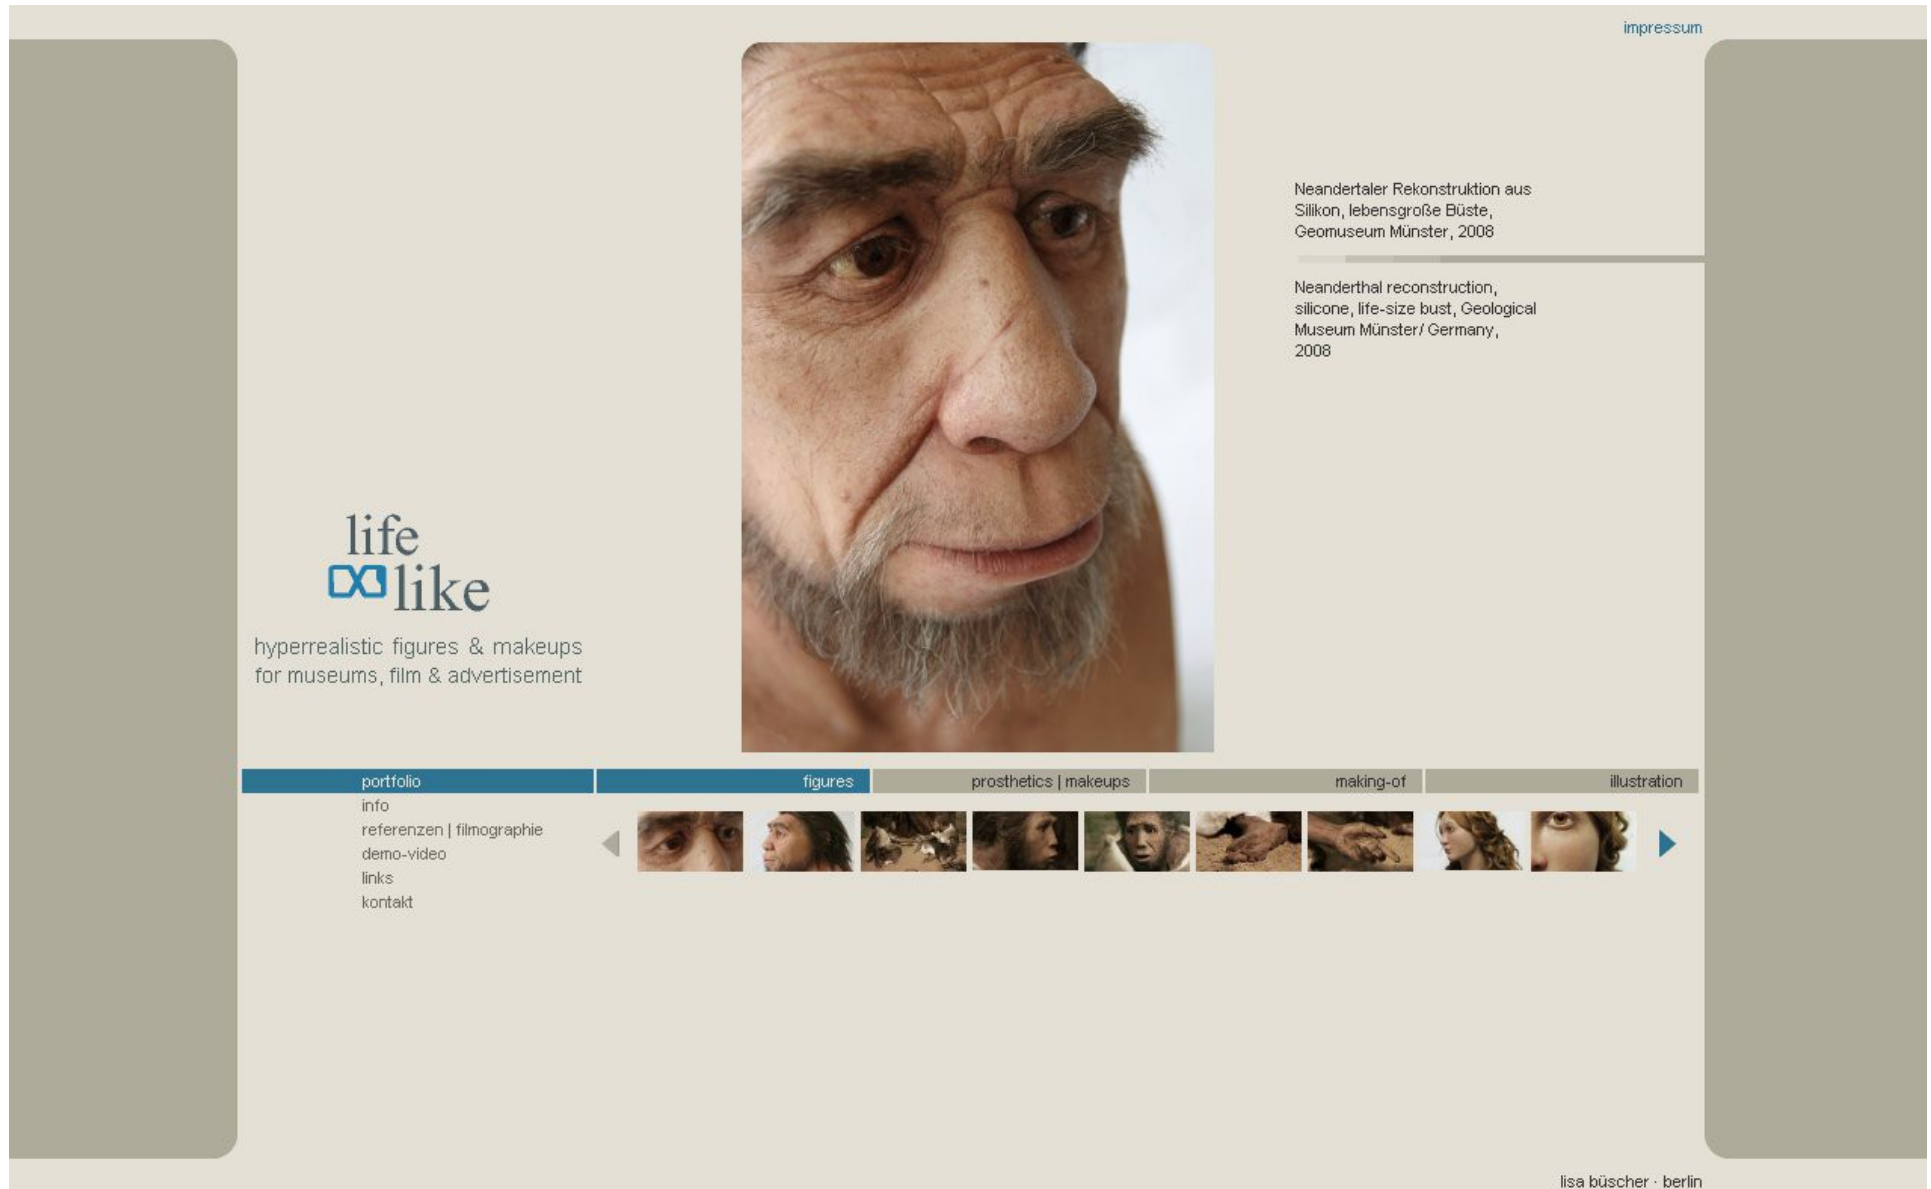 impressum
Neandertaler Rekonstruktion aus
Silikon, lebensgroße Büste,
Geomuseum Münster, 2008
Neanderthal reconstruction,
silicone, life-size bust, Geological
Museum Münster/ Germany,
2008
life
like
hyperrealistic figures & makeups
for museums, film & advertisement
portfolio
figures
prosthetics | makeups
making-of
illustration
info
referenzen | filmographie
demo-video
links
kontakt
lisa büscher · berlin